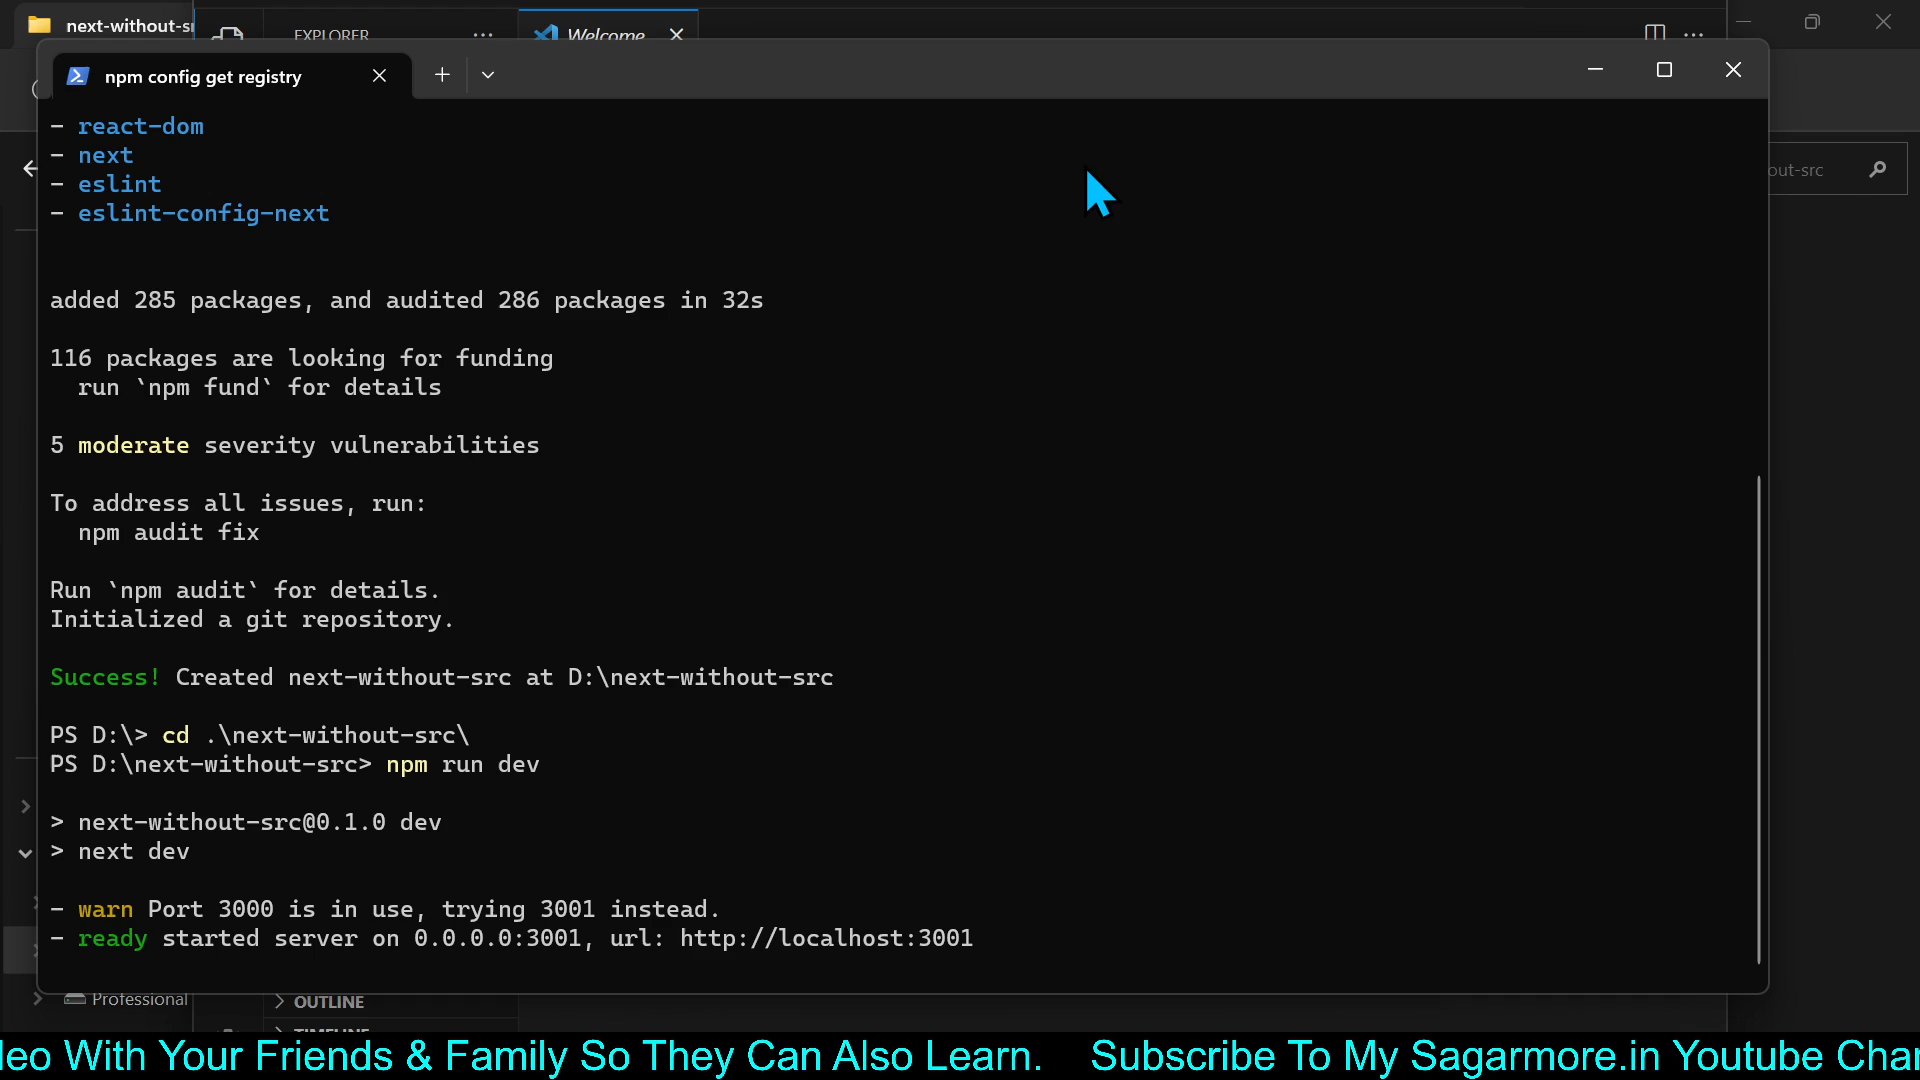 next-without-sr
EXPLORER
Welcome
npm config get registry
- react-dom
- next
- eslint
- eslint-config-next
out-src
added 285 packages, and audited 286 packages in 32s
116 packages are looking for funding
run `npm fund` for details
5 moderate severity vulnerabilities
To address all issues, run:
npm audit fix
Run `npm audit` for details.
Initialized a git repository.
Success! Created next-without-src at D:\next-without-src
PS D:\> cd .\next-without-src\
PS D:\next-without-src> npm run dev
> next-without-src@0.1.0 dev
> next dev
- warn Port 3000 is in use, trying 3001 instead.
- ready started server on 0.0.0.0:3001, url: http://localhost:3001
Professional
OUTLINE
TIMELINE
deo With Your Friends & Family So They Can Also Learn. Subscribe To My Sagarmore.in Youtube Chan